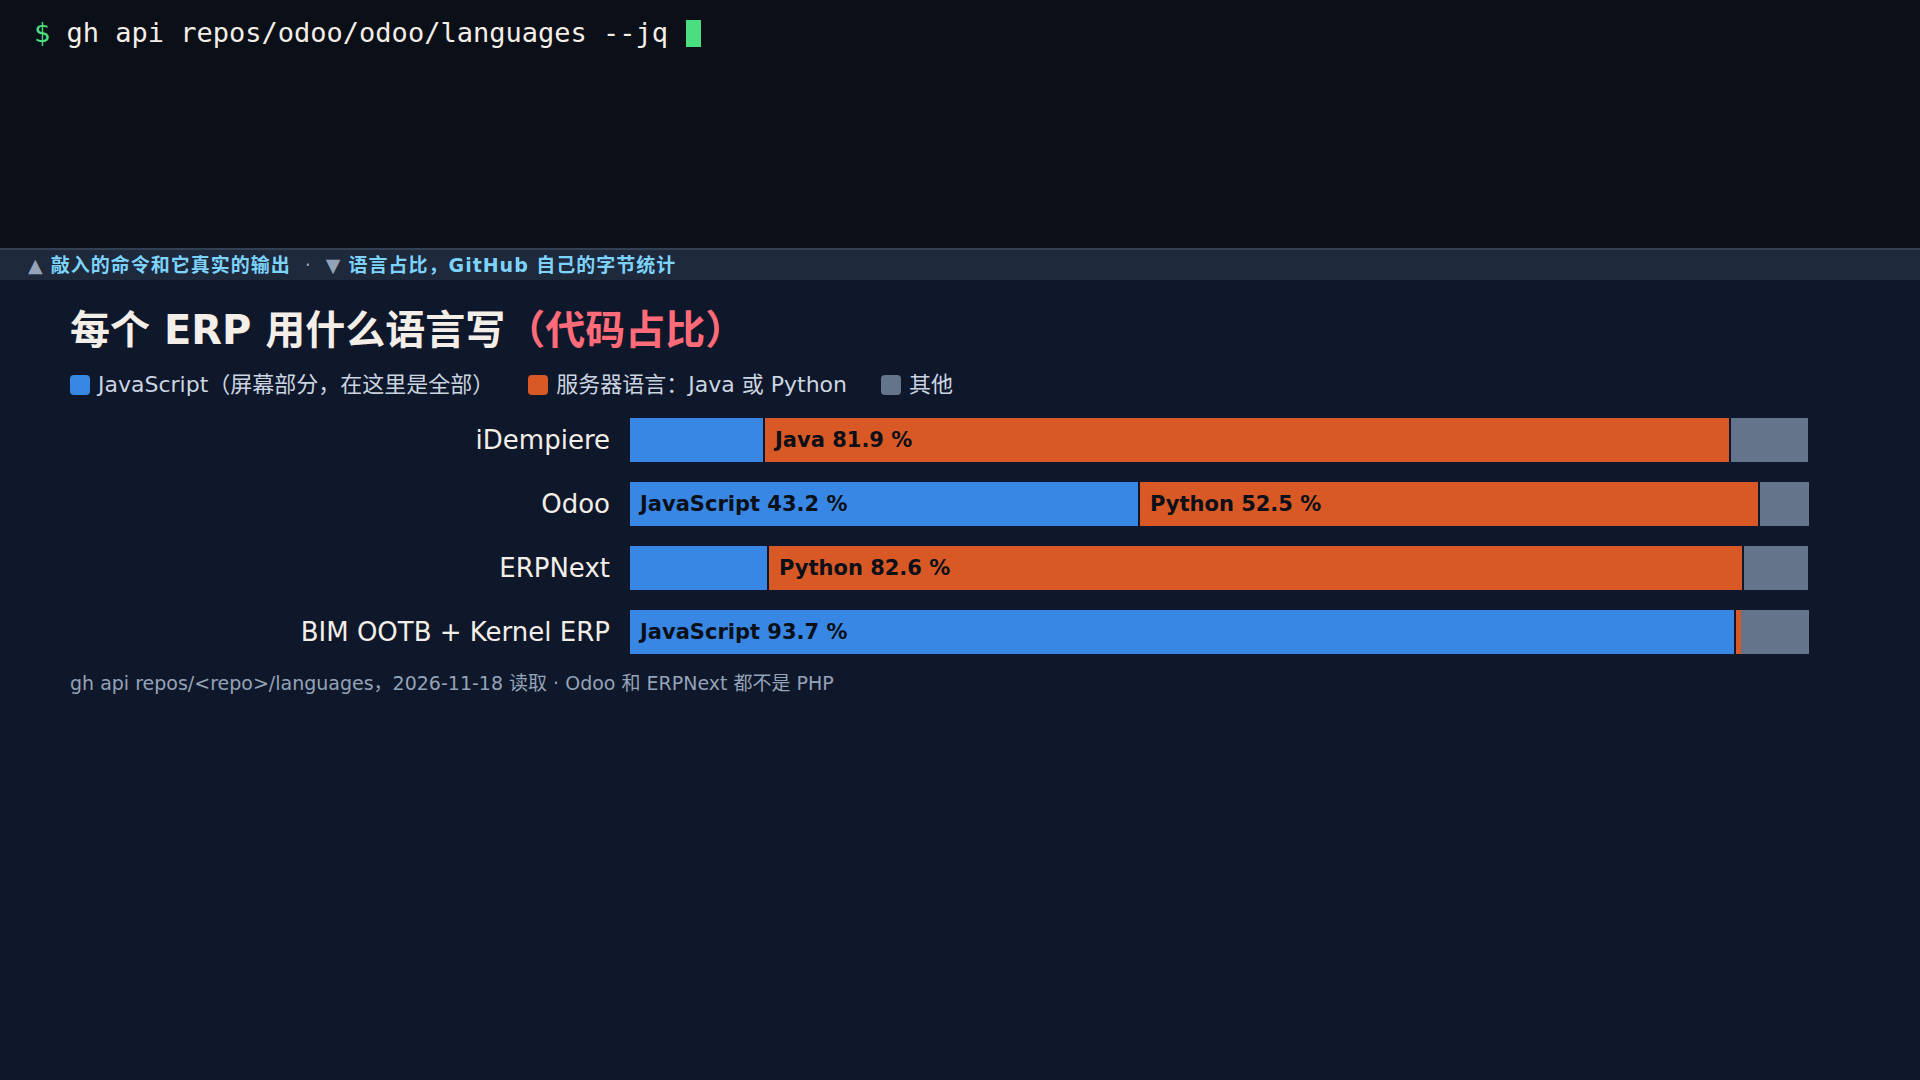 $ gh api repos/odoo/odoo/languages --jq
▲ 敲入的命令和它真实的输出 · ▼ 语言占比，GitHub 自己的字节统计
每个 ERP 用什么语言写（代码占比）
JavaScript（屏幕部分，在这里是全部） 服务器语言：Java 或 Python 其他
iDempiere Java 81.9 %
Odoo JavaScript 43.2 % Python 52.5 %
ERPNext Python 82.6 %
BIM OOTB + Kernel ERP JavaScript 93.7 %
gh api repos/<repo>/languages，2026-11-18 读取 · Odoo 和 ERPNext 都不是 PHP